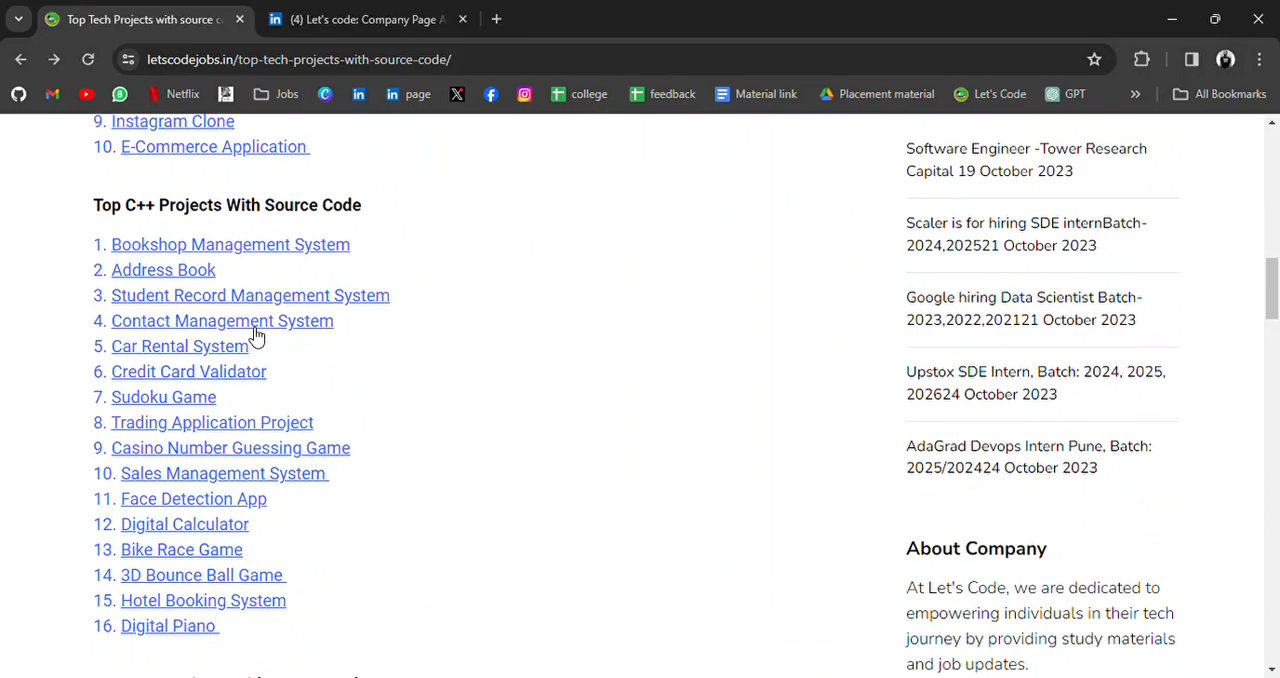 Top Tech Projects with source c
(4) Let's code: Company Page A
letscodejobs.in/top-tech-projects-with-source-code/
Netflix
Jobs
page
college
feedback
Material link
Placement material
Let's Code
GPT
All Bookmarks
9. Instagram Clone
10. E-Commerce Application
Top C++ Projects With Source Code
1. Bookshop Management System
2. Address Book
3. Student Record Management System
4. Contact Management System
5. Car Rental System
6. Credit Card Validator
7. Sudoku Game
8. Trading Application Project
9. Casino Number Guessing Game
10. Sales Management System
11. Face Detection App
12. Digital Calculator
13. Bike Race Game
14. 3D Bounce Ball Game
15. Hotel Booking System
16. Digital Piano
Software Engineer -Tower Research
Capital 19 October 2023
Scaler is for hiring SDE internBatch-
2024,202521 October 2023
Google hiring Data Scientist Batch-
2023,2022,202121 October 2023
Upstox SDE Intern, Batch: 2024, 2025,
202624 October 2023
AdaGrad Devops Intern Pune, Batch:
2025/202424 October 2023
About Company
At Let's Code, we are dedicated to
empowering individuals in their tech
journey by providing study materials
and job updates.